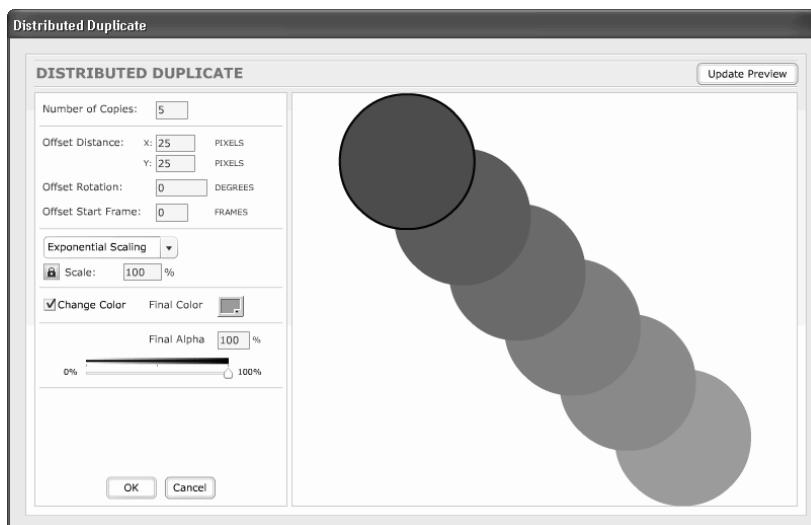 Distributed Duplicate
DISTRIBUTED DUPLICATE
Update Preview
Number of Copies: 5
Offset Distance: X: 25 PIXELS
Y: 25 PIXELS
Offset Rotation: 0 DEGREES
Offset Start Frame: 0 FRAMES
Exponential Scaling
Scale: 100 %
Change Color Final Color
Final Alpha 100 %
0% 100%
OK Cancel